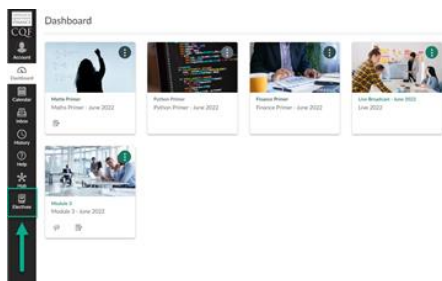 CQF
Dashboard
Account
Dashboard
Calendar
Inbox
History
Help
Hub
Electives
Maths Primer
Maths Primer - June 2022
Python Primer
Python Primer - June 2022
Finance Primer
Finance Primer - June 2022
Live Broadcast - June 2022
Live 2022
Module 3
Module 3 - June 2022